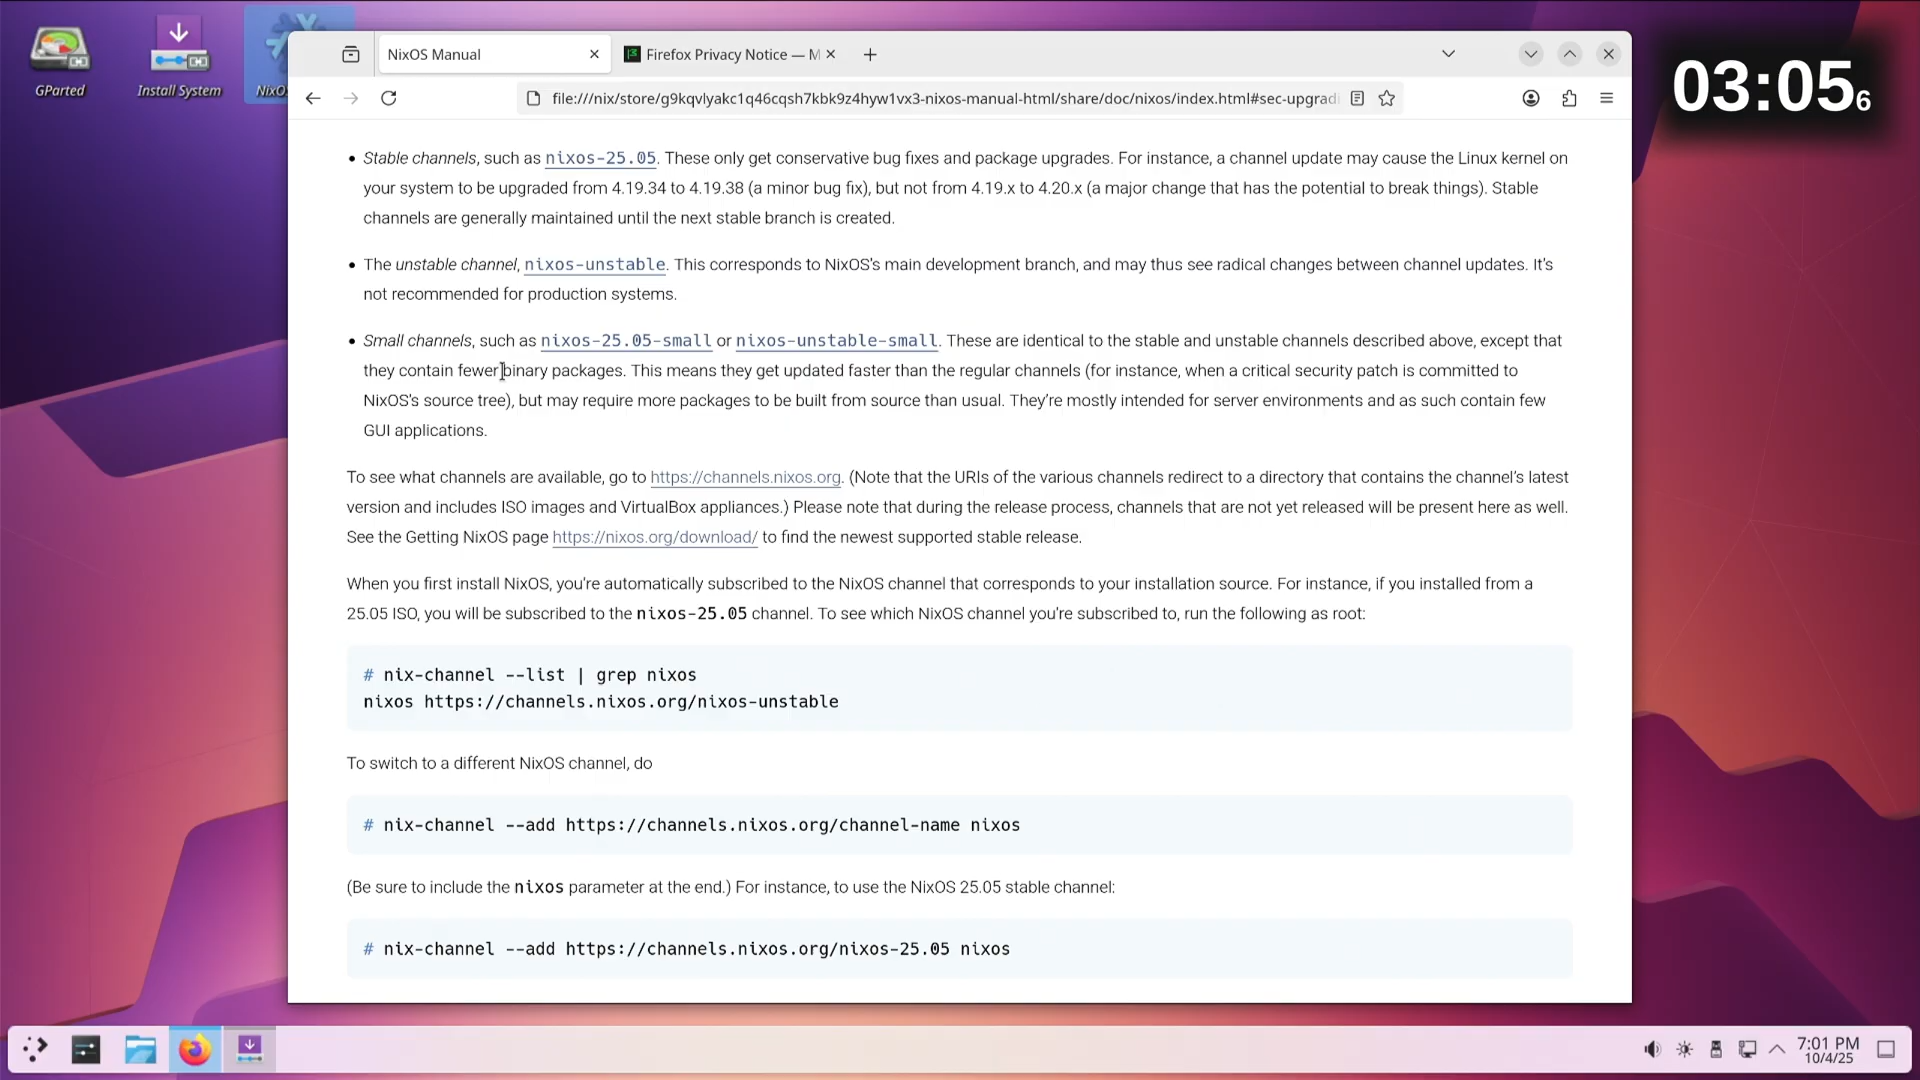 GParted
Install System
NixOS
NixOS Manual
Firefox Privacy Notice — M
03:05 6
file:///nix/store/g9kqvlyakc1q46cqsh7kbk9z4hyw1vx3-nixos-manual-html/share/doc/nixos/index.html#sec-upgradi
• Stable channels, such as nixos-25.05. These only get conservative bug fixes and package upgrades. For instance, a channel update may cause the Linux kernel on
your system to be upgraded from 4.19.34 to 4.19.38 (a minor bug fix), but not from 4.19.x to 4.20.x (a major change that has the potential to break things). Stable
channels are generally maintained until the next stable branch is created.
• The unstable channel, nixos-unstable. This corresponds to NixOS's main development branch, and may thus see radical changes between channel updates. It's
not recommended for production systems.
• Small channels, such as nixos-25.05-small or nixos-unstable-small. These are identical to the stable and unstable channels described above, except that
they contain fewer binary packages. This means they get updated faster than the regular channels (for instance, when a critical security patch is committed to
NixOS's source tree), but may require more packages to be built from source than usual. They're mostly intended for server environments and as such contain few
GUI applications.
To see what channels are available, go to https://channels.nixos.org. (Note that the URIs of the various channels redirect to a directory that contains the channel's latest
version and includes ISO images and VirtualBox appliances.) Please note that during the release process, channels that are not yet released will be present here as well.
See the Getting NixOS page https://nixos.org/download/ to find the newest supported stable release.
When you first install NixOS, you're automatically subscribed to the NixOS channel that corresponds to your installation source. For instance, if you installed from a
25.05 ISO, you will be subscribed to the nixos-25.05 channel. To see which NixOS channel you're subscribed to, run the following as root:
# nix-channel --list | grep nixos
nixos https://channels.nixos.org/nixos-unstable
To switch to a different NixOS channel, do
# nix-channel --add https://channels.nixos.org/channel-name nixos
(Be sure to include the nixos parameter at the end.) For instance, to use the NixOS 25.05 stable channel:
# nix-channel --add https://channels.nixos.org/nixos-25.05 nixos
7:01 PM
10/4/25